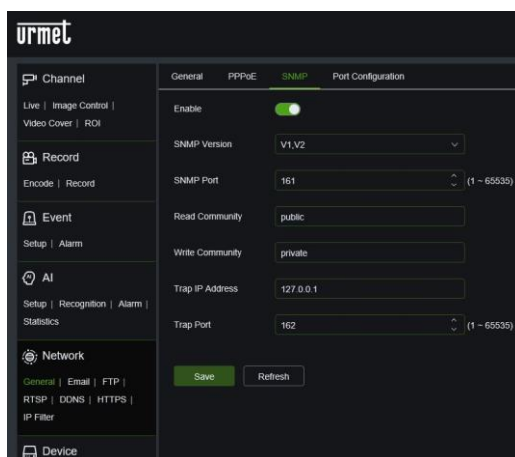 urmet
Channel
Live | Image Control |
Video Cover | ROI
Record
Encode | Record
Event
Setup | Alarm
AI
Setup | Recognition | Alarm |
Statistics
Network
General | Email | FTP |
RTSP | DDNS | HTTPS |
IP Filter
Device
General PPPoE SNMP Port Configuration
Enable
SNMP Version V1,V2
SNMP Port 161 (1 ~ 65535)
Read Community public
Write Community private
Trap IP Address 127.0.0.1
Trap Port 162 (1 ~ 65535)
Save Refresh